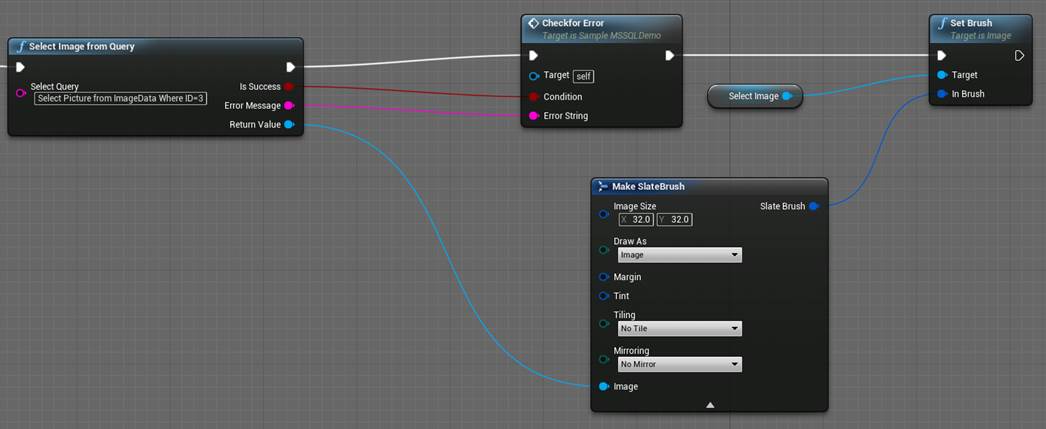 Select Image from Query
Select Query
Select Picture from ImageData Where ID=3
Is Success
Error Message
Return Value
Checkfor Error
Target is Sample MSSQLDemo
Target self
Condition
Error String
Select Image
Set Brush
Target is Image
Target
In Brush
Make SlateBrush
Image Size
X 32.0 Y 32.0
Slate Brush
Draw As
Image
Margin
Tint
Tiling
No Tile
Mirroring
No Mirror
Image